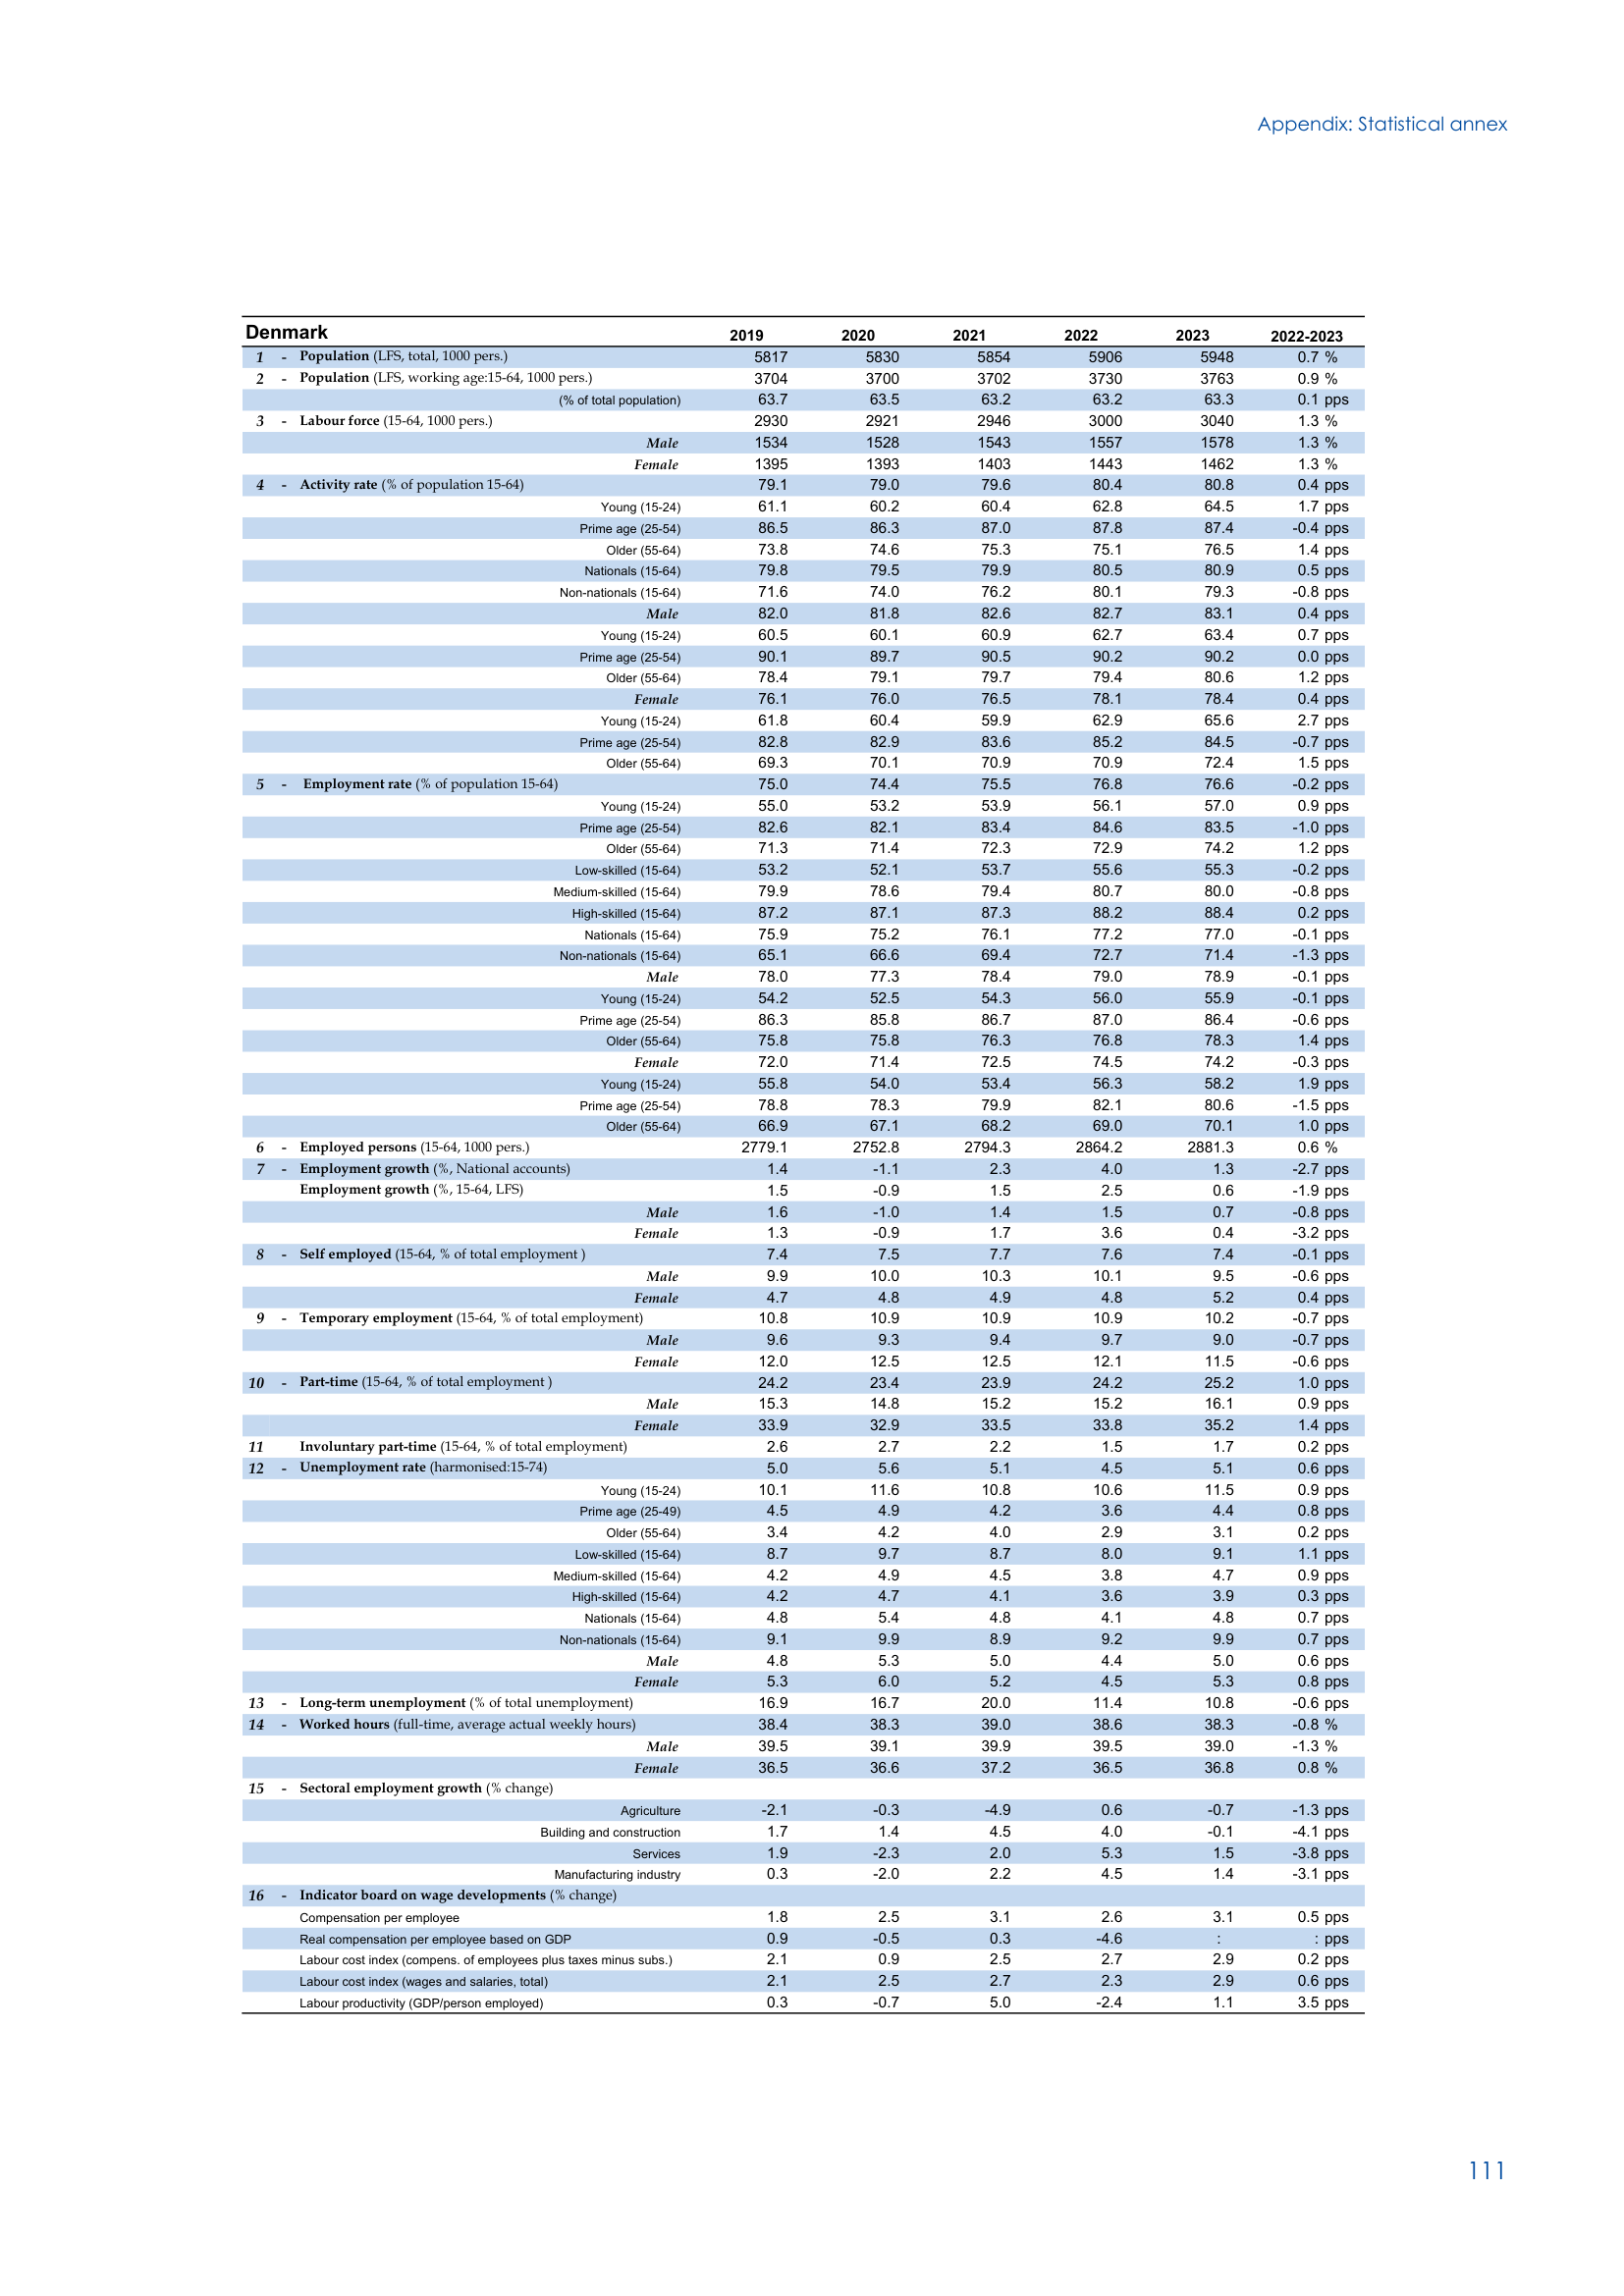 Appendix: Statistical annex
Denmark 2019 2020 2021 2022 2023 2022-2023
1 - Population (LFS, total, 1000 pers.) 5817 5830 5854 5906 5948 0.7 %
2 - Population (LFS, working age:15-64, 1000 pers.) 3704 3700 3702 3730 3763 0.9 %
(% of total population) 63.7 63.5 63.2 63.2 63.3 0.1 pps
3 - Labour force (15-64, 1000 pers.) 2930 2921 2946 3000 3040 1.3 %
Male 1534 1528 1543 1557 1578 1.3 %
Female 1395 1393 1403 1443 1462 1.3 %
4 - Activity rate (% of population 15-64) 79.1 79.0 79.6 80.4 80.8 0.4 pps
Young (15-24) 61.1 60.2 60.4 62.8 64.5 1.7 pps
Prime age (25-54) 86.5 86.3 87.0 87.8 87.4 -0.4 pps
Older (55-64) 73.8 74.6 75.3 75.1 76.5 1.4 pps
Nationals (15-64) 79.8 79.5 79.9 80.5 80.9 0.5 pps
Non-nationals (15-64) 71.6 74.0 76.2 80.1 79.3 -0.8 pps
Male 82.0 81.8 82.6 82.7 83.1 0.4 pps
Young (15-24) 60.5 60.1 60.9 62.7 63.4 0.7 pps
Prime age (25-54) 90.1 89.7 90.5 90.2 90.2 0.0 pps
Older (55-64) 78.4 79.1 79.7 79.4 80.6 1.2 pps
Female 76.1 76.0 76.5 78.1 78.4 0.4 pps
Young (15-24) 61.8 60.4 59.9 62.9 65.6 2.7 pps
Prime age (25-54) 82.8 82.9 83.6 85.2 84.5 -0.7 pps
Older (55-64) 69.3 70.1 70.9 70.9 72.4 1.5 pps
5 - Employment rate (% of population 15-64) 75.0 74.4 75.5 76.8 76.6 -0.2 pps
Young (15-24) 55.0 53.2 53.9 56.1 57.0 0.9 pps
Prime age (25-54) 82.6 82.1 83.4 84.6 83.5 -1.0 pps
Older (55-64) 71.3 71.4 72.3 72.9 74.2 1.2 pps
Low-skilled (15-64) 53.2 52.1 53.7 55.6 55.3 -0.2 pps
Medium-skilled (15-64) 79.9 78.6 79.4 80.7 80.0 -0.8 pps
High-skilled (15-64) 87.2 87.1 87.3 88.2 88.4 0.2 pps
Nationals (15-64) 75.9 75.2 76.1 77.2 77.0 -0.1 pps
Non-nationals (15-64) 65.1 66.6 69.4 72.7 71.4 -1.3 pps
Male 78.0 77.3 78.4 79.0 78.9 -0.1 pps
Young (15-24) 54.2 52.5 54.3 56.0 55.9 -0.1 pps
Prime age (25-54) 86.3 85.8 86.7 87.0 86.4 -0.6 pps
Older (55-64) 75.8 75.8 76.3 76.8 78.3 1.4 pps
Female 72.0 71.4 72.5 74.5 74.2 -0.3 pps
Young (15-24) 55.8 54.0 53.4 56.3 58.2 1.9 pps
Prime age (25-54) 78.8 78.3 79.9 82.1 80.6 -1.5 pps
Older (55-64) 66.9 67.1 68.2 69.0 70.1 1.0 pps
6 - Employed persons (15-64, 1000 pers.) 2779.1 2752.8 2794.3 2864.2 2881.3 0.6 %
7 - Employment growth (%, National accounts) 1.4 -1.1 2.3 4.0 1.3 -2.7 pps
Employment growth (%, 15-64, LFS) 1.5 -0.9 1.5 2.5 0.6 -1.9 pps
Male 1.6 -1.0 1.4 1.5 0.7 -0.8 pps
Female 1.3 -0.9 1.7 3.6 0.4 -3.2 pps
8 - Self employed (15-64, % of total employment ) 7.4 7.5 7.7 7.6 7.4 -0.1 pps
Male 9.9 10.0 10.3 10.1 9.5 -0.6 pps
Female 4.7 4.8 4.9 4.8 5.2 0.4 pps
9 - Temporary employment (15-64, % of total employment) 10.8 10.9 10.9 10.9 10.2 -0.7 pps
Male 9.6 9.3 9.4 9.7 9.0 -0.7 pps
Female 12.0 12.5 12.5 12.1 11.5 -0.6 pps
10 - Part-time (15-64, % of total employment ) 24.2 23.4 23.9 24.2 25.2 1.0 pps
Male 15.3 14.8 15.2 15.2 16.1 0.9 pps
Female 33.9 32.9 33.5 33.8 35.2 1.4 pps
11 Involuntary part-time (15-64, % of total employment) 2.6 2.7 2.2 1.5 1.7 0.2 pps
12 - Unemployment rate (harmonised:15-74) 5.0 5.6 5.1 4.5 5.1 0.6 pps
Young (15-24) 10.1 11.6 10.8 10.6 11.5 0.9 pps
Prime age (25-49) 4.5 4.9 4.2 3.6 4.4 0.8 pps
Older (55-64) 3.4 4.2 4.0 2.9 3.1 0.2 pps
Low-skilled (15-64) 8.7 9.7 8.7 8.0 9.1 1.1 pps
Medium-skilled (15-64) 4.2 4.9 4.5 3.8 4.7 0.9 pps
High-skilled (15-64) 4.2 4.7 4.1 3.6 3.9 0.3 pps
Nationals (15-64) 4.8 5.4 4.8 4.1 4.8 0.7 pps
Non-nationals (15-64) 9.1 9.9 8.9 9.2 9.9 0.7 pps
Male 4.8 5.3 5.0 4.4 5.0 0.6 pps
Female 5.3 6.0 5.2 4.5 5.3 0.8 pps
13 - Long-term unemployment (% of total unemployment) 16.9 16.7 20.0 11.4 10.8 -0.6 pps
14 - Worked hours (full-time, average actual weekly hours) 38.4 38.3 39.0 38.6 38.3 -0.8 %
Male 39.5 39.1 39.9 39.5 39.0 -1.3 %
Female 36.5 36.6 37.2 36.5 36.8 0.8 %
15 - Sectoral employment growth (% change)
Agriculture -2.1 -0.3 -4.9 0.6 -0.7 -1.3 pps
Building and construction 1.7 1.4 4.5 4.0 -0.1 -4.1 pps
Services 1.9 -2.3 2.0 5.3 1.5 -3.8 pps
Manufacturing industry 0.3 -2.0 2.2 4.5 1.4 -3.1 pps
16 - Indicator board on wage developments (% change)
Compensation per employee 1.8 2.5 3.1 2.6 3.1 0.5 pps
Real compensation per employee based on GDP 0.9 -0.5 0.3 -4.6 : : pps
Labour cost index (compens. of employees plus taxes minus subs.) 2.1 0.9 2.5 2.7 2.9 0.2 pps
Labour cost index (wages and salaries, total) 2.1 2.5 2.7 2.3 2.9 0.6 pps
Labour productivity (GDP/person employed) 0.3 -0.7 5.0 -2.4 1.1 3.5 pps
111